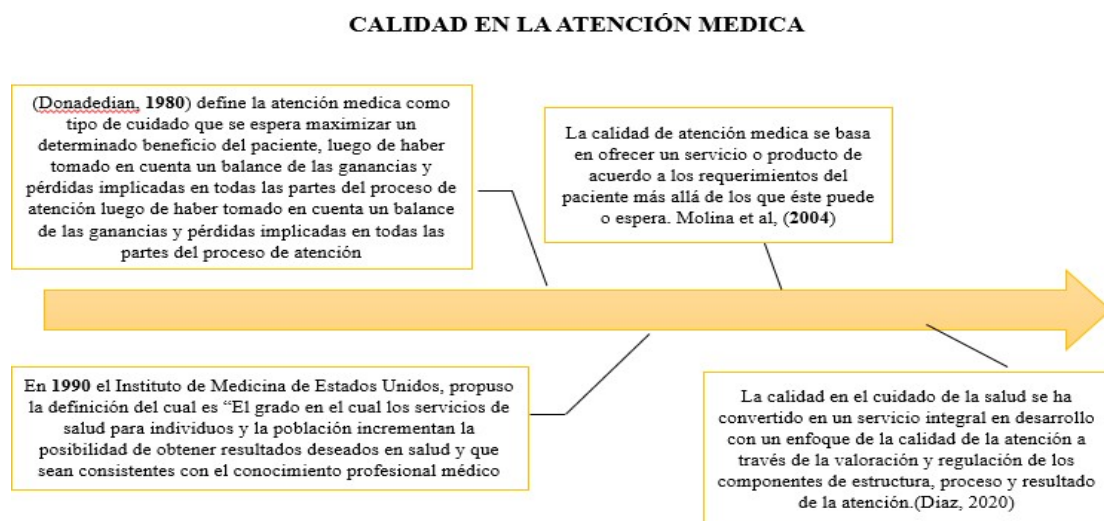 CALIDAD EN LA ATENCIÓN MEDICA
(Donadedian, 1980) define la atención medica como
tipo de cuidado que se espera maximizar un
determinado beneficio del paciente, luego de haber
tomado en cuenta un balance de las ganancias y
pérdidas implicadas en todas las partes del proceso de
atención luego de haber tomado en cuenta un balance
de las ganancias y pérdidas implicadas en todas las
partes del proceso de atención
La calidad de atención medica se basa
en ofrecer un servicio o producto de
acuerdo a los requerimientos del
paciente más allá de los que éste puede
o espera. Molina et al, (2004)
En 1990 el Instituto de Medicina de Estados Unidos, propuso
la definición del cual es “El grado en el cual los servicios de
salud para individuos y la población incrementan la
posibilidad de obtener resultados deseados en salud y que
sean consistentes con el conocimiento profesional médico
La calidad en el cuidado de la salud se ha
convertido en un servicio integral en desarrollo
con un enfoque de la calidad de la atención a
través de la valoración y regulación de los
componentes de estructura, proceso y resultado
de la atención.(Diaz, 2020)